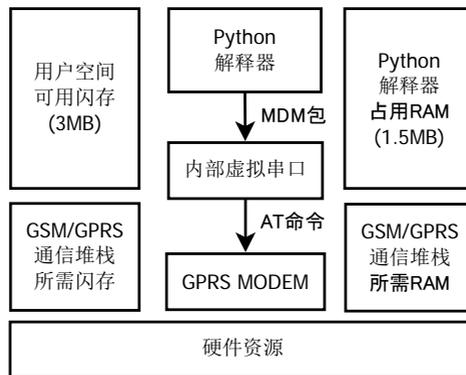 用户空间
可用闪存
(3MB)
GSM/GPRS
通信堆栈
所需闪存
Python
解释器
MDM包
内部虚拟串口
AT命令
GPRS MODEM
Python
解释器
占用RAM
(1.5MB)
GSM/GPRS
通信堆栈
所需RAM
硬件资源